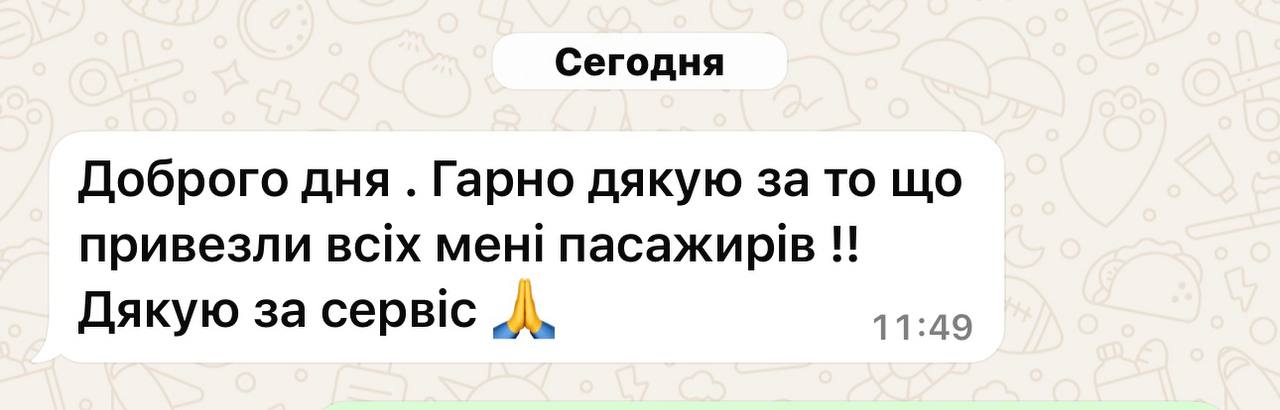 Сегодня
Доброго дня . Гарно дякую за то що
привезли всіх мені пасажирів !!
Дякую за сервіс 🙏
11:49